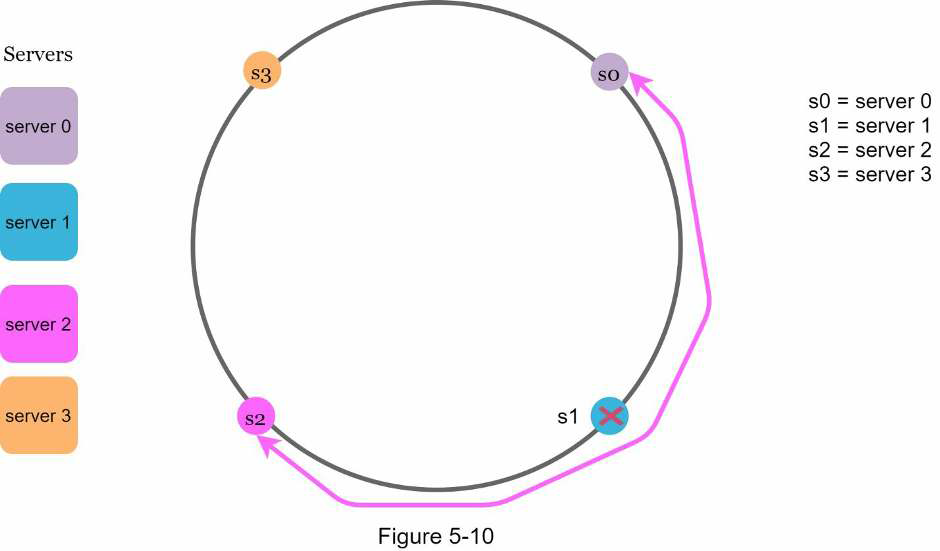 Servers
server 0
server 1
server 2
server 3
s3
s0
s2
s1
s0 = server 0
s1 = server 1
s2 = server 2
s3 = server 3
Figure 5-10